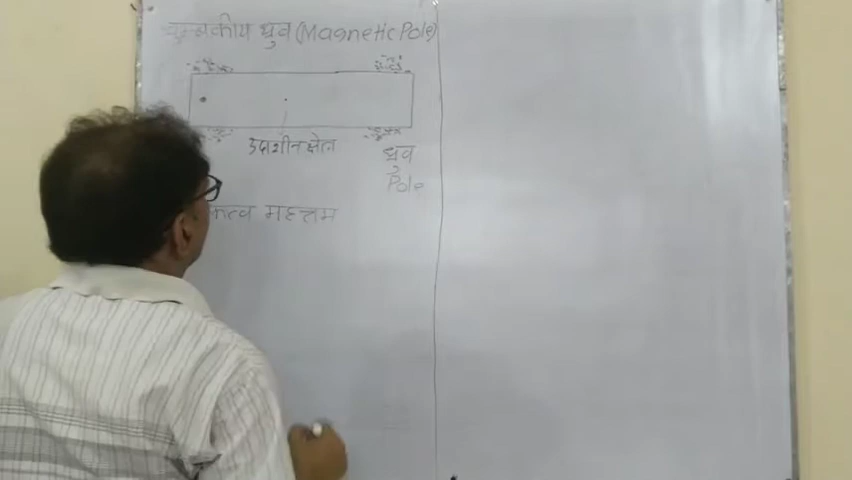 चुम्बकीय ध्रुव (Magnetic Pole)
उदाशीन क्षेत्र
ध्रुव
Pole
महत्तम